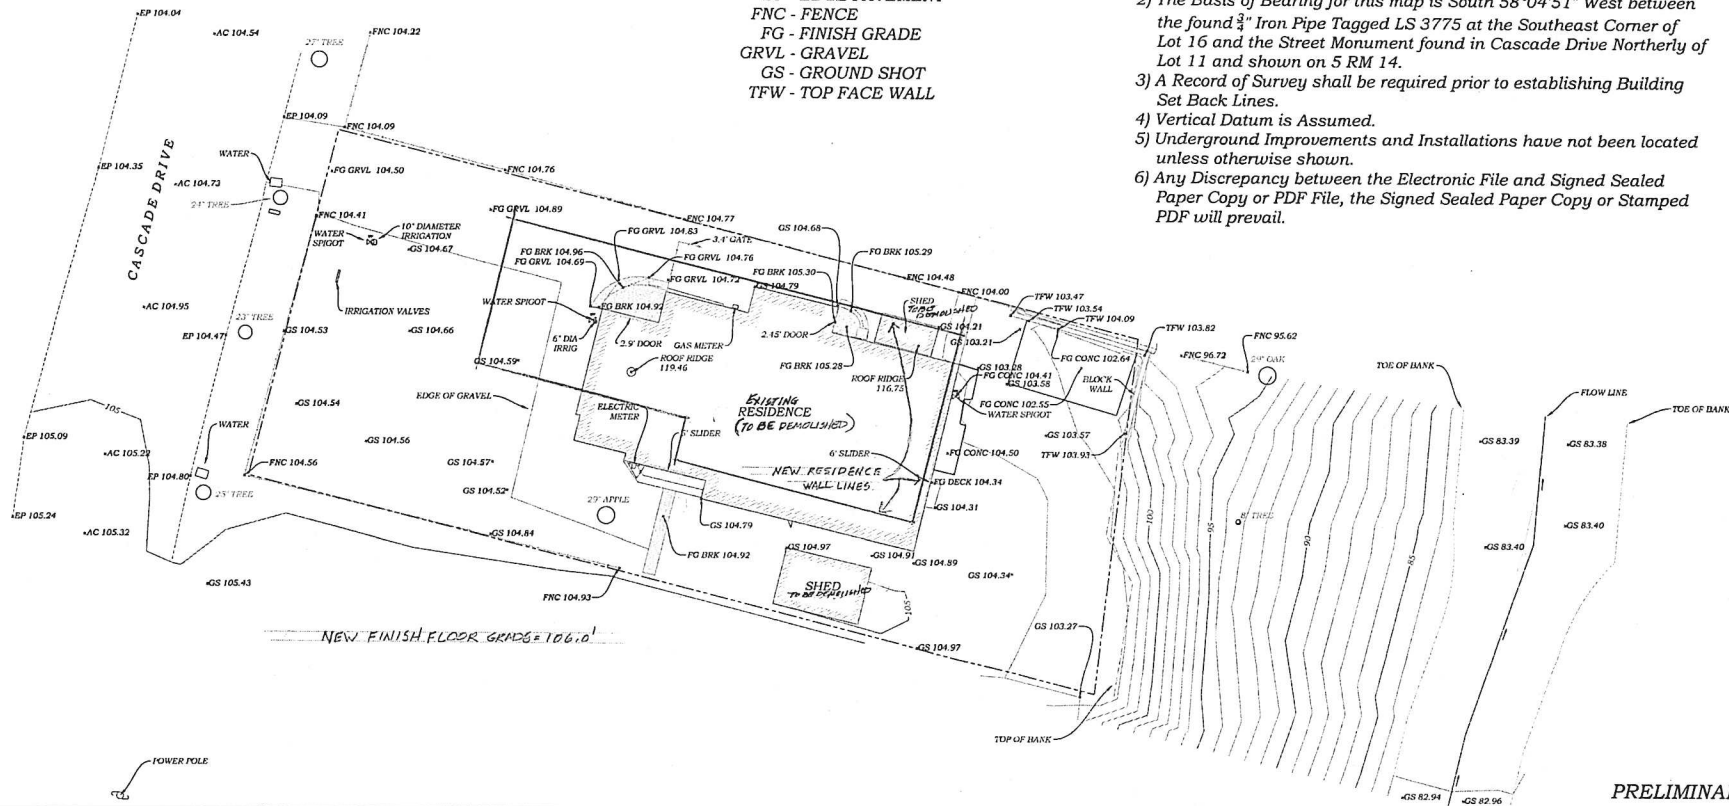 FNC - FENCE
FG - FINISH GRADE
GRVL - GRAVEL
GS - GROUND SHOT
TFW - TOP FACE WALL
2) The Basis of Bearing for this map is South 58°04'51" West between
the found 3/4" Iron Pipe Tagged LS 3775 at the Southeast Corner of
Lot 16 and the Street Monument found in Cascade Drive Northerly of
Lot 11 and shown on 5 RM 14.
3) A Record of Survey shall be required prior to establishing Building
Set Back Lines.
4) Vertical Datum is Assumed.
5) Underground Improvements and Installations have not been located
unless otherwise shown.
6) Any Discrepancy between the Electronic File and Signed Sealed
Paper Copy or PDF File, the Signed Sealed Paper Copy or Stamped
PDF will prevail.
EP 104.04
AC 104.54
27" TREE
FNC 104.22
EP 104.09
FNC 104.09
WATER
EP 104.35
AC 104.73
24" TREE
CASCADE DRIVE
FG GRVL 104.50
FNC 104.76
FNC 104.41
WATER
SPIGOT
10" DIAMETER
IRRIGATION
GS 104.67
FG GRVL 104.89
FG GRVL 104.83
FNC 104.77
3.4' GATE
GS 104.68
FG BRK 104.96
FG GRVL 104.69
FG GRVL 104.76
FG BRK 105.30
FG BRK 105.29
FG GRVL 104.72
GS 104.79
FNC 104.48
FNC 104.00
AC 104.95
IRRIGATION VALVES
WATER SPIGOT
FG BRK 104.92
SHED
TO BE
DEMOLISHED
TFW 103.47
TFW 103.54
TFW 104.09
TFW 103.82
23" TREE
EP 104.47
GS 104.53
GS 104.66
6" DIA
IRRIG
2.9' DOOR
GAS METER
2.45' DOOR
GS 104.21
GS 103.21
FNC 96.72
FNC 95.62
29" OAK
GS 104.59
ROOF RIDGE
119.46
FG BRK 105.28
ROOF RIDGE
116.75
GS 103.28
FG CONC 104.41
GS 103.58
FG CONC 102.64
BLOCK
WALL
TOE OF BANK
FLOW LINE
TOE OF BANK
105
GS 104.54
EDGE OF GRAVEL
ELECTRIC
METER
EXISTING
RESIDENCE
(TO BE DEMOLISHED)
FG CONC 102.55
WATER SPIGOT
EP 105.09
WATER
GS 104.56
GS 103.57
TFW 103.93
GS 83.39
GS 83.38
AC 105.22
GS 104.57
6' SLIDER
FG CONC 104.50
EP 104.80
FNC 104.56
NEW RESIDENCE
WALL LINES.
FG DECK 104.34
25" TREE
GS 104.52
29" APPLE
GS 104.31
EP 105.24
AC 105.32
GS 104.84
GS 104.79
100
95
8" TREE
90
85
GS 83.40
GS 83.40
FG BRK 104.92
GS 104.97
GS 104.91
GS 104.89
GS 104.34
GS 105.43
FNC 104.93
SHED
TO BE DEMOLISHED
105
GS 103.27
NEW FINISH FLOOR GRADE = 106.0'
GS 104.97
TOP OF BANK
POWER POLE
GS 82.94
GS 82.96